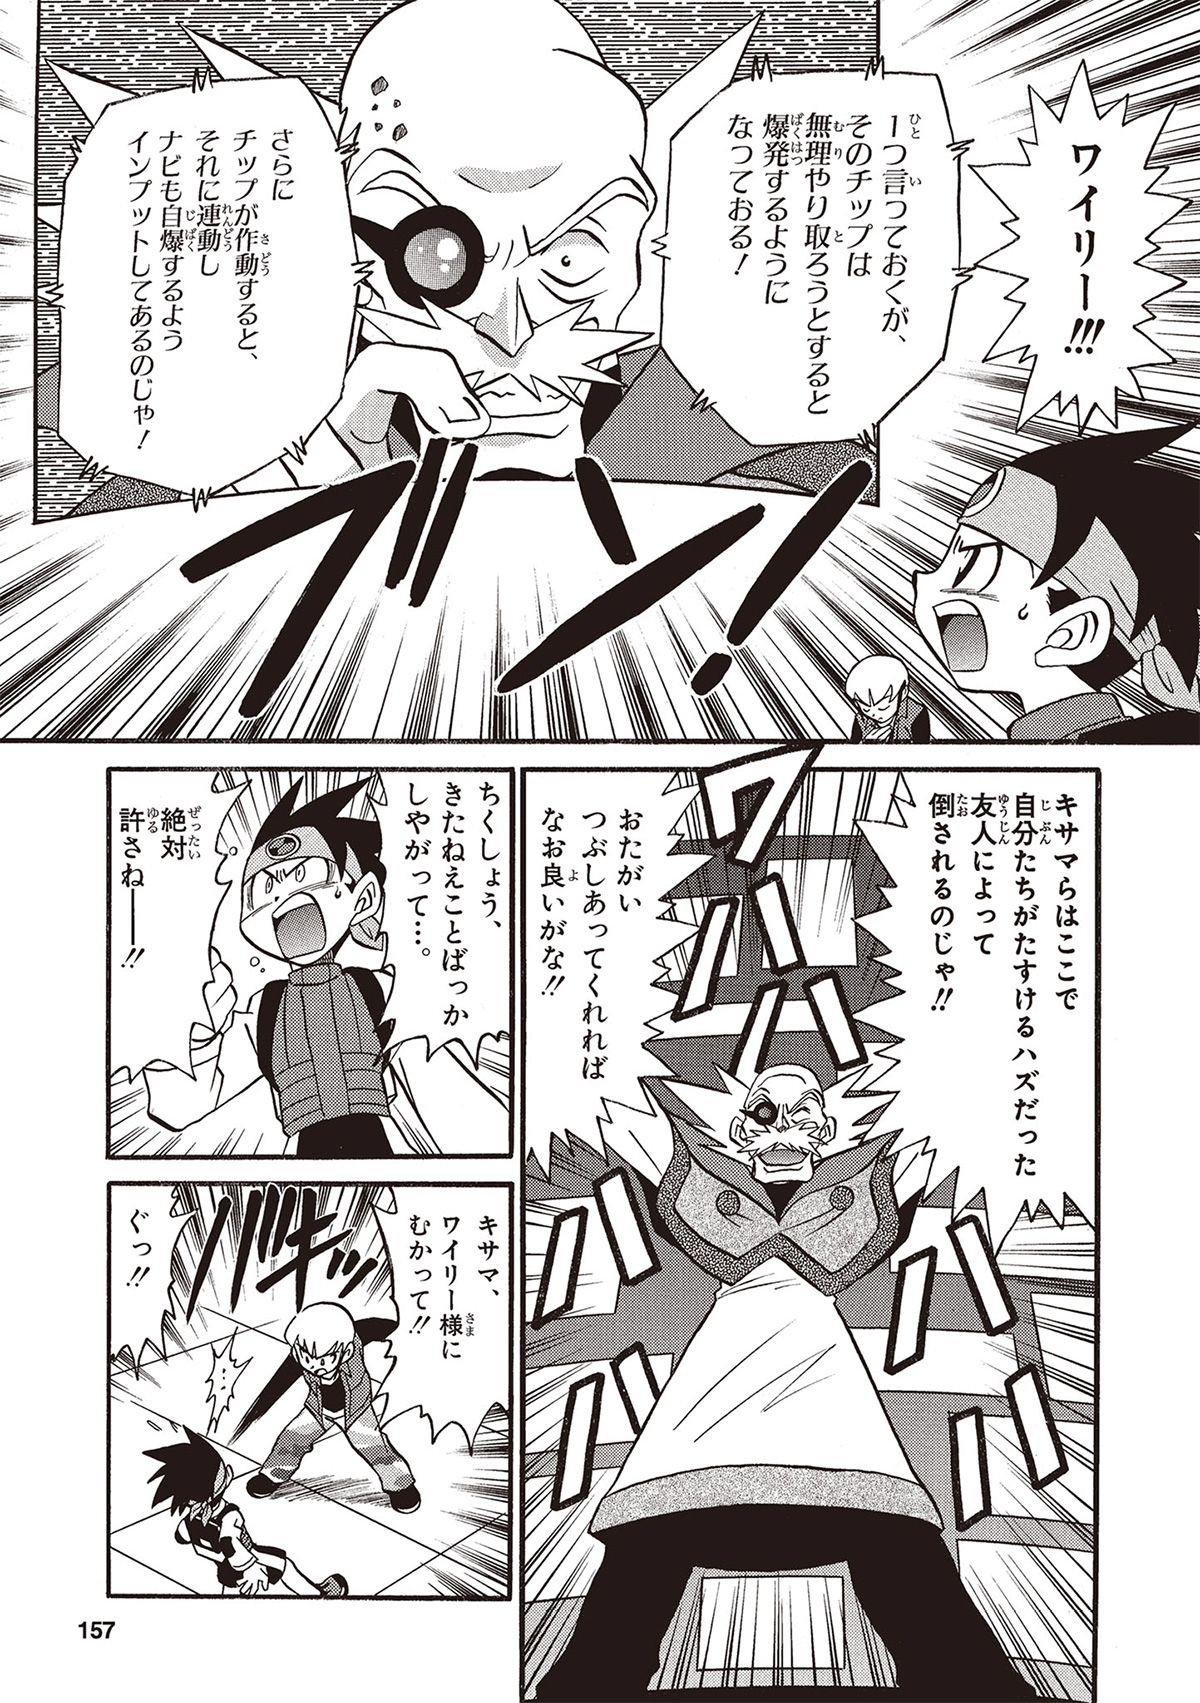 ワイリー!!!
1つ言っておくが、
そのチップは
無理やり取ろうとすると
爆発するように
なっておる!
さらに
チップが作動すると、
それに連動し
ナビも自爆するよう
インプットしてあるのじゃ!
ブゥン!
キサマらはここで
自分たちがたすけるハズだった
友人によって
倒されるのじゃ!!
おたがい
つぶしあってくれれば
なお良いがな!!
ワハハハハハハ
ちくしょう、
きたねえことばっか
しやがって…。
絶対
許さねーー!!
キサマ、
ワイリー様に
むかって!!
バキッ
ぐっ!!
…
157